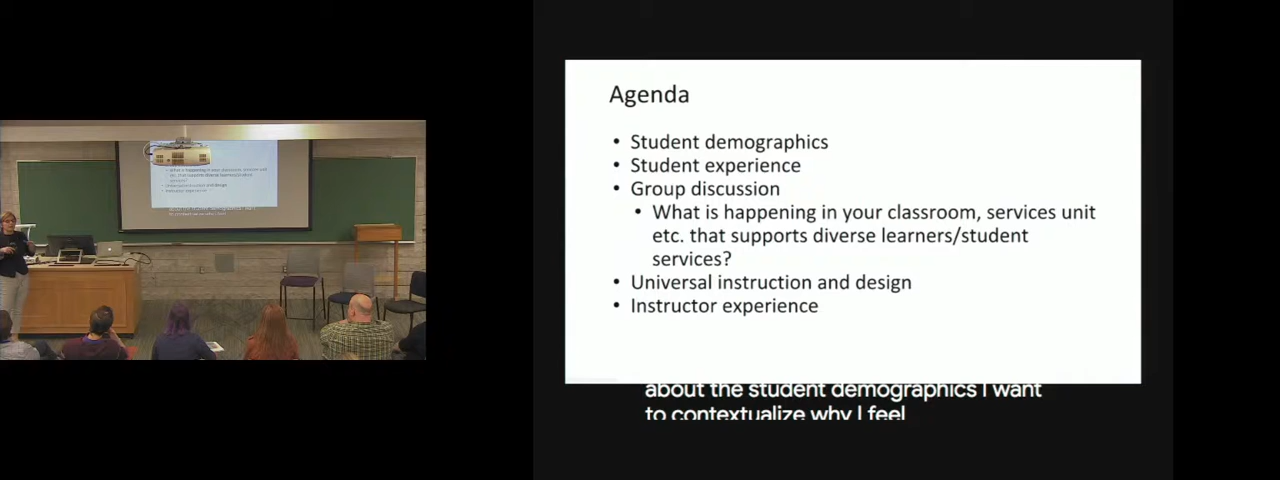 Agenda
• Student demographics
• Student experience
• Group discussion
• What is happening in your classroom, services unit
etc. that supports diverse learners/student
services?
• Universal instruction and design
• Instructor experience
about the student demographics I want
to contextualize why I feel